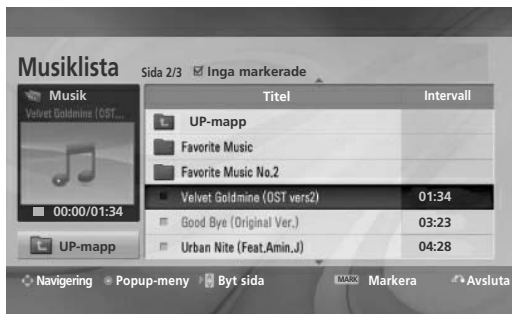 Musiklista Sida 2/3 Inga markerade
Musik
Velvet Goldmine (OST...
00:00/01:34
UP-mapp
Titel Intervall
UP-mapp
Favorite Music
Favorite Music No.2
Velvet Goldmine (OST vers2) 01:34
Good Bye (Original Ver.) 03:23
Urban Nite (Feat.Amin.J) 04:28
Navigering Popup-meny Byt sida MARK Markera Avsluta